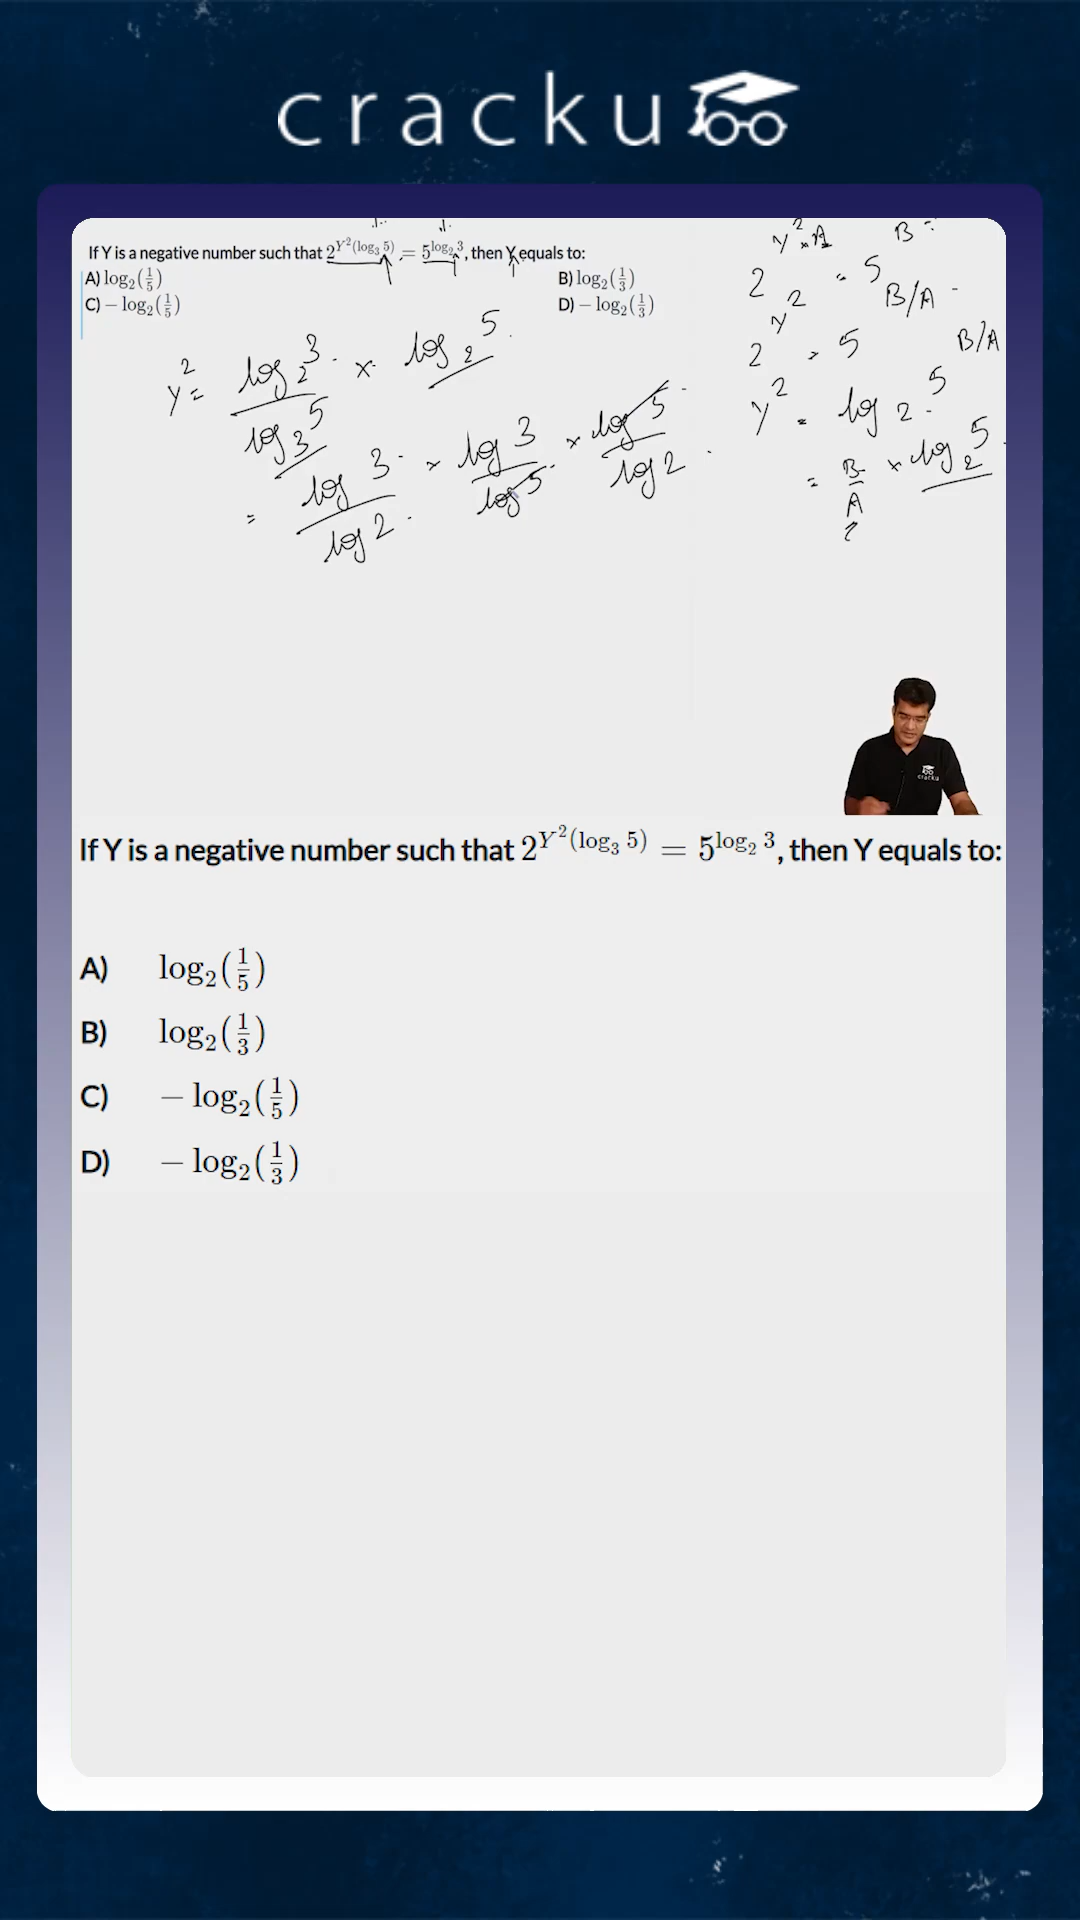 cracku
If Y is a negative number such that 2^{Y^2(log_3 5)} = 5^{log_2 3}, then Y equals to:
A) log_2(1/5)
B) log_2(1/3)
C) − log_2(1/5)
D) − log_2(1/3)
2^{Y^2 × A} = 5^B
2^{Y^2} = 5^{B/A}
Y^2 = log_2 5^{B/A}
= B/A × log_2 5
Y^2 = log_2 3 / log_3 5 × log_2 5
= log 3 / log 2 × log 3 / log 5 × log 5 / log 2
cracku
If Y is a negative number such that 2^{Y^2(log_3 5)} = 5^{log_2 3}, then Y equals to:
A) log_2(1/5)
B) log_2(1/3)
C) − log_2(1/5)
D) − log_2(1/3)